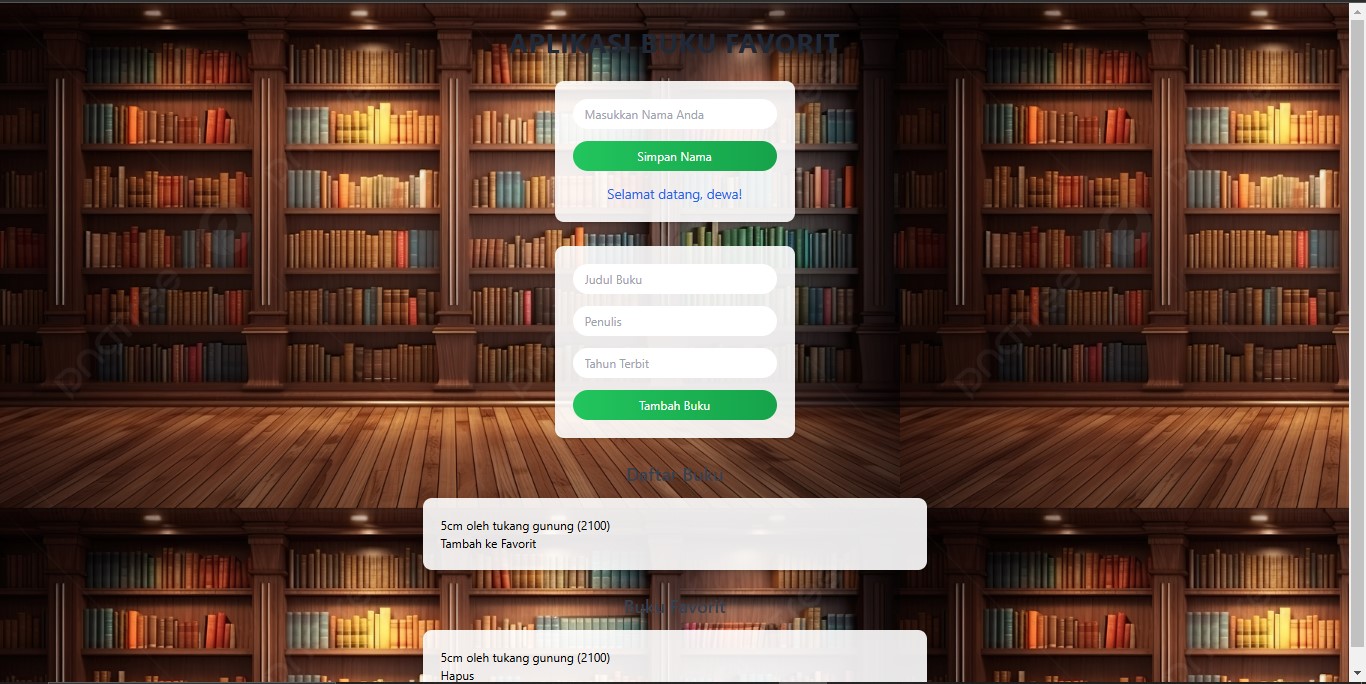 APLIKASI BUKU FAVORIT
Masukkan Nama Anda
Simpan Nama
Selamat datang, dewa!
Judul Buku
Penulis
Tahun Terbit
Tambah Buku
Daftar Buku
5cm oleh tukang gunung (2100)
Tambah ke Favorit
Buku Favorit
5cm oleh tukang gunung (2100)
Hapus